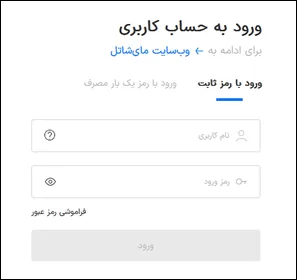 ورود به حساب کاربری
برای ادامه به ← وب‌سایت مای‌شاتل
ورود با رمز ثابت
ورود با رمز یک بار مصرف
نام کاربری
رمز ورود
فراموشی رمز عبور
ورود